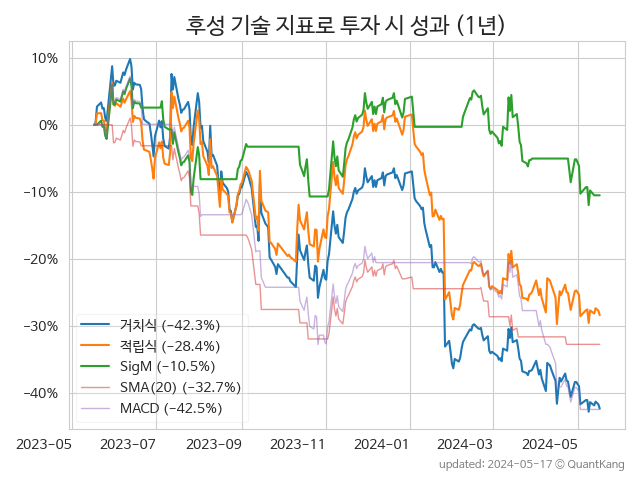 후성 기술 지표로 투자 시 성과 (1년)
10%
0%
−10%
−20%
−30%
−40%
거치식 (−42.3%)
적립식 (−28.4%)
SigM (−10.5%)
SMA(20) (−32.7%)
MACD (−42.5%)
2023−05
2023−07
2023−09
2023−11
2024−01
2024−03
2024−05
updated: 2024−05−17 © QuantKang